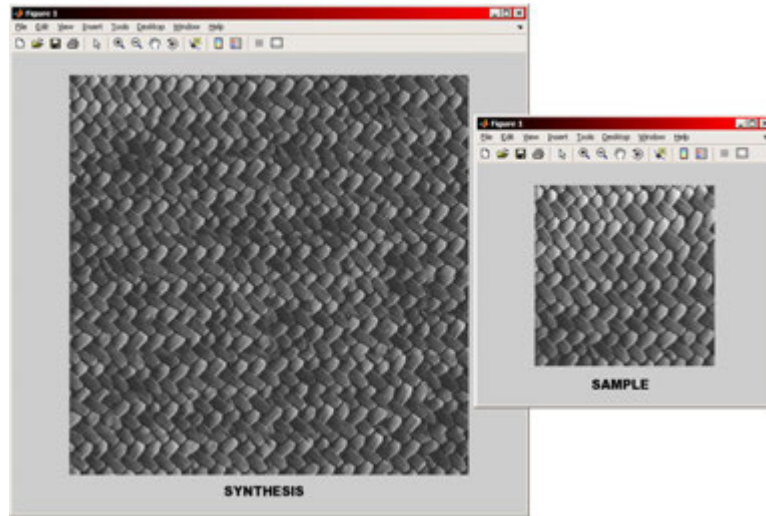 Figure 1
File Edit View Insert Tools Desktop Window Help
SYNTHESIS
Figure 1
File Edit View Insert Tools Desktop Window Help
SAMPLE